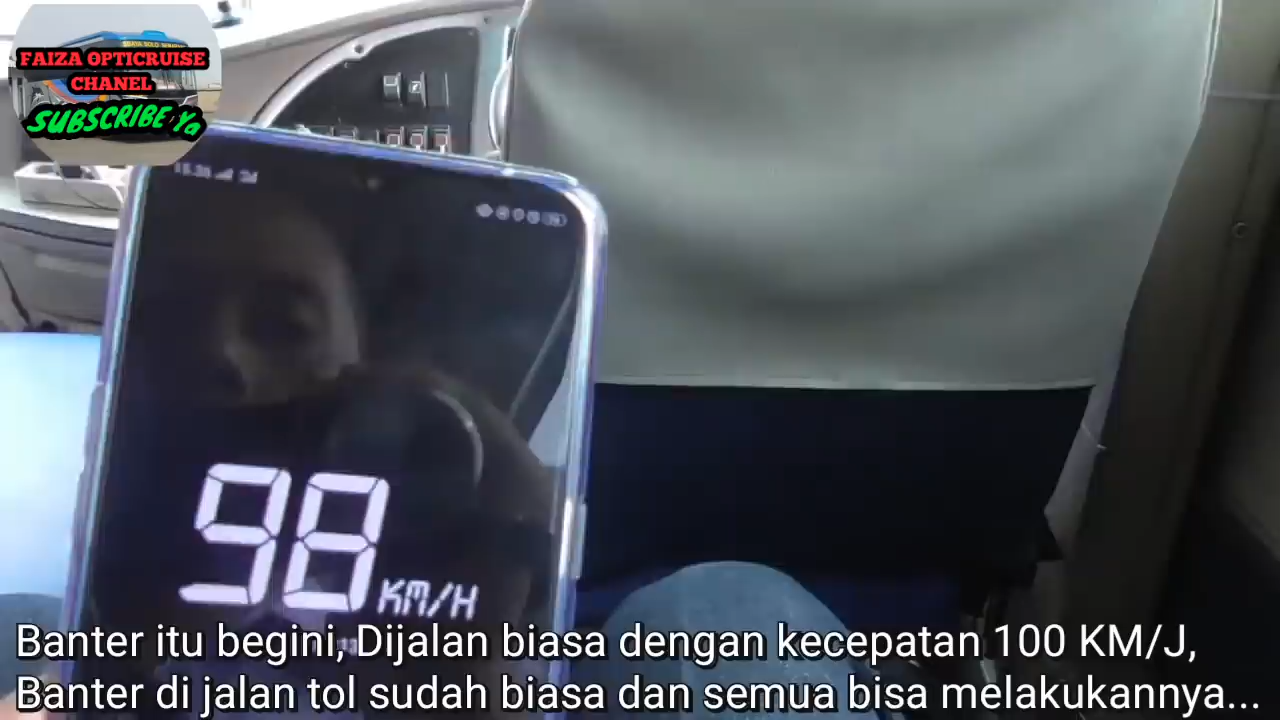 FAIZA OPTICRUISE
CHANEL
SUBSCRIBE Ya
98 KM/H
Banter itu begini, Dijalan biasa dengan kecepatan 100 KM/J,
Banter di jalan tol sudah biasa dan semua bisa melakukannya...